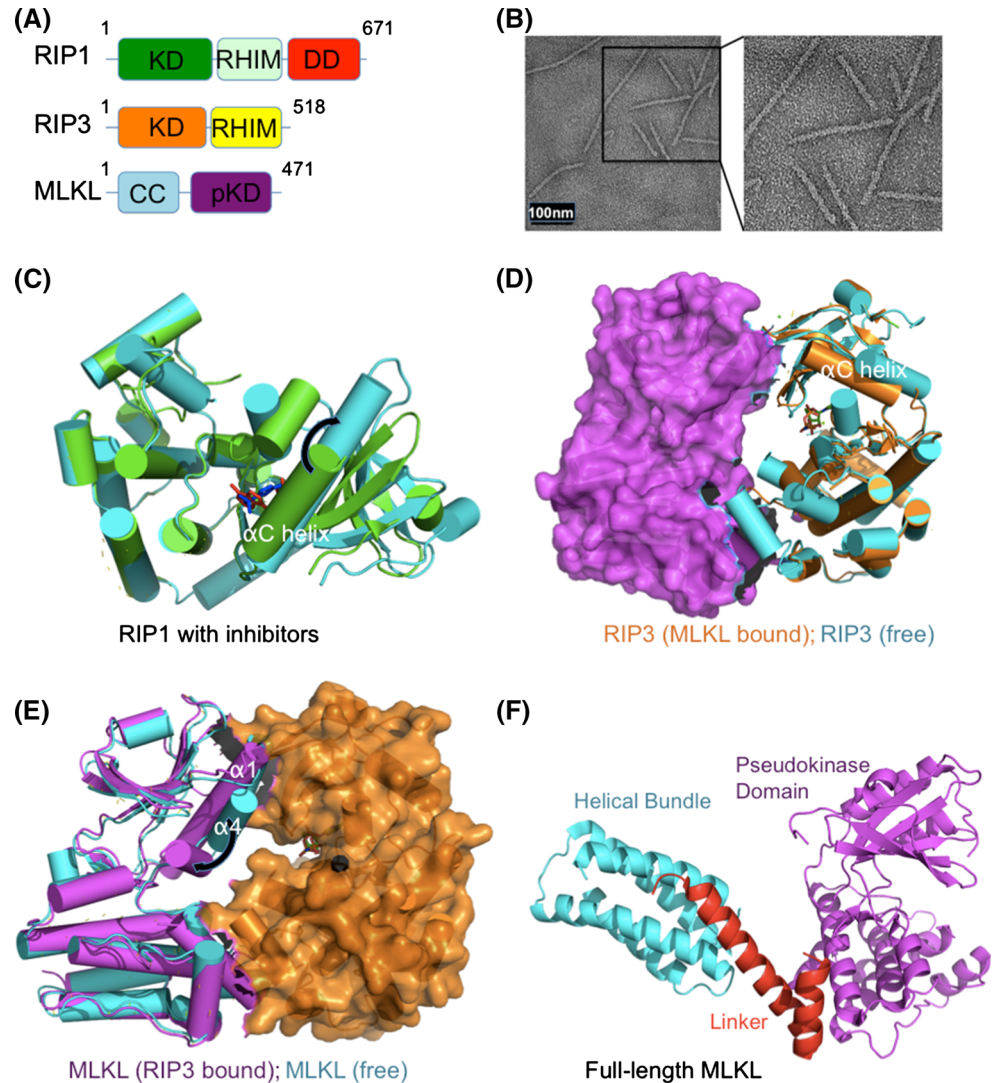 (A)
1 671
RIP1 KD RHIM DD
1 518
RIP3 KD RHIM
1 471
MLKL CC pKD
(B)
100nm
(C)
αC helix
RIP1 with inhibitors
(D)
αC helix
RIP3 (MLKL bound); RIP3 (free)
(E)
α1
α4
MLKL (RIP3 bound); MLKL (free)
(F)
Pseudokinase
Domain
Helical Bundle
Linker
Full-length MLKL